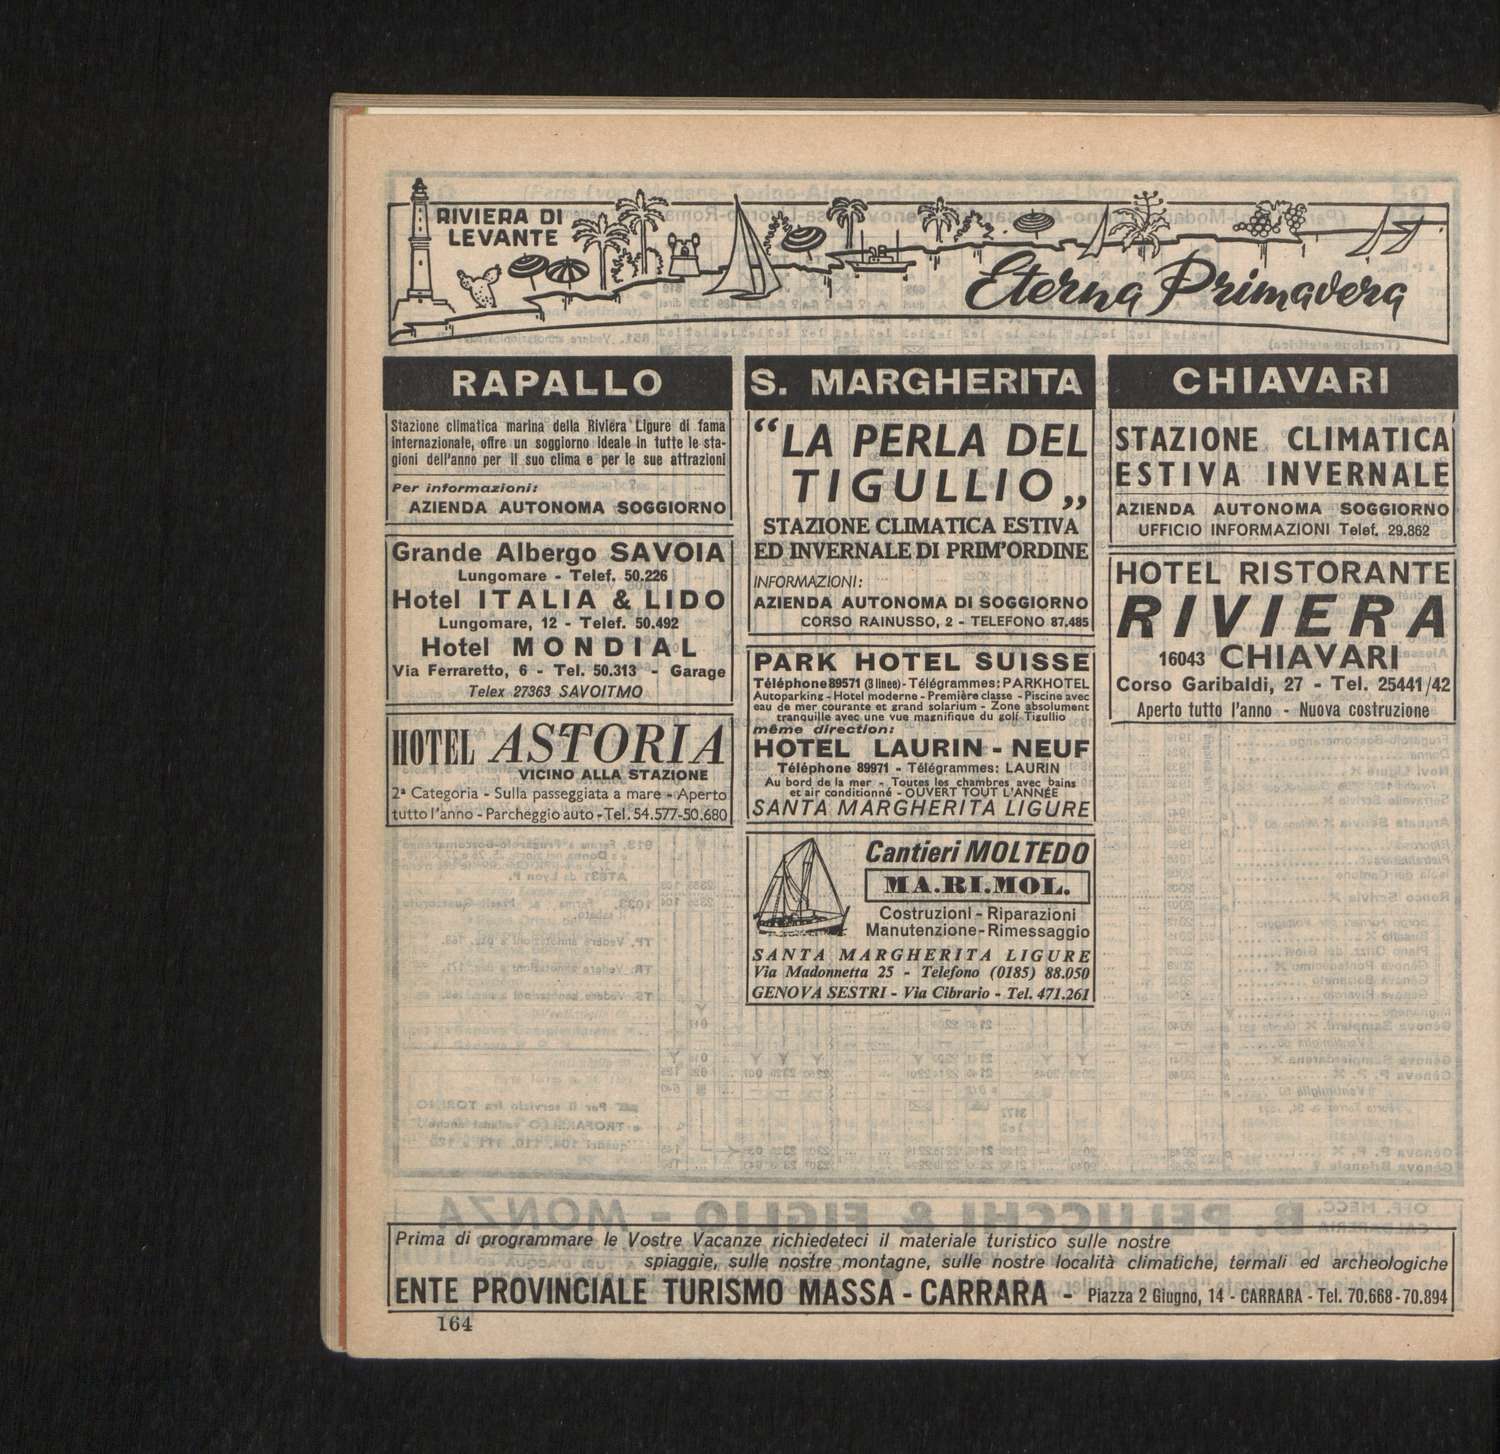 RIVIERA DI
LEVANTE
Eterna Primavera
RAPALLO
Stazione climatica marina della Riviera Ligure di fama
internazionale, offre un soggiorno ideale in tutte le sta-
gioni dell'anno per il suo clima e per le sue attrazioni
Per informazioni:
AZIENDA AUTONOMA SOGGIORNO
Grande Albergo SAVOIA
Lungomare - Telef. 50.226
Hotel ITALIA & LIDO
Lungomare, 12 - Telef. 50.492
Hotel MONDIAL
Via Ferraretto, 6 - Tel. 50.313 - Garage
Telex 27363 SAVOITMO
HOTEL ASTORIA
VICINO ALLA STAZIONE
2ª Categoria - Sulla passeggiata a mare - Aperto
tutto l'anno - Parcheggio auto - Tel. 54.577-50.680
S. MARGHERITA
“LA PERLA DEL
TIGULLIO„
STAZIONE CLIMATICA ESTIVA
ED INVERNALE DI PRIM'ORDINE
INFORMAZIONI:
AZIENDA AUTONOMA DI SOGGIORNO
CORSO RAINUSSO, 2 - TELEFONO 87.485
PARK HOTEL SUISSE
Téléphone 89571 (3 linee) - Télégrammes: PARKHOTEL
Autoparking - Hotel moderne - Première classe - Piscine avec
eau de mer courante et grand solarium - Zone absolument
tranquille avec une vue magnifique du golf Tigullio
même direction:
HOTEL LAURIN - NEUF
Téléphone 89971 - Télégrammes: LAURIN
Au bord de la mer - Toutes les chambres avec bains
et air conditionné - OUVERT TOUT L'ANNÉE
SANTA MARGHERITA LIGURE
Cantieri MOLTEDO
MA.RI.MOL.
Costruzioni - Riparazioni
Manutenzione - Rimessaggio
SANTA MARGHERITA LIGURE
Via Madonnetta 25 - Telefono (0185) 88.050
GENOVA SESTRI - Via Cibrario - Tel. 471.261
CHIAVARI
STAZIONE CLIMATICA
ESTIVA INVERNALE
AZIENDA AUTONOMA SOGGIORNO
UFFICIO INFORMAZIONI Telef. 29.862
HOTEL RISTORANTE
RIVIERA
16043 CHIAVARI
Corso Garibaldi, 27 - Tel. 25441/42
Aperto tutto l'anno - Nuova costruzione
Prima di programmare le Vostre Vacanze richiedeteci il materiale turistico sulle nostre
spiaggie, sulle nostre montagne, sulle nostre località climatiche, termali ed archeologiche
ENTE PROVINCIALE TURISMO MASSA - CARRARA - Piazza 2 Giugno, 14 - CARRARA - Tel. 70.668-70.894
164